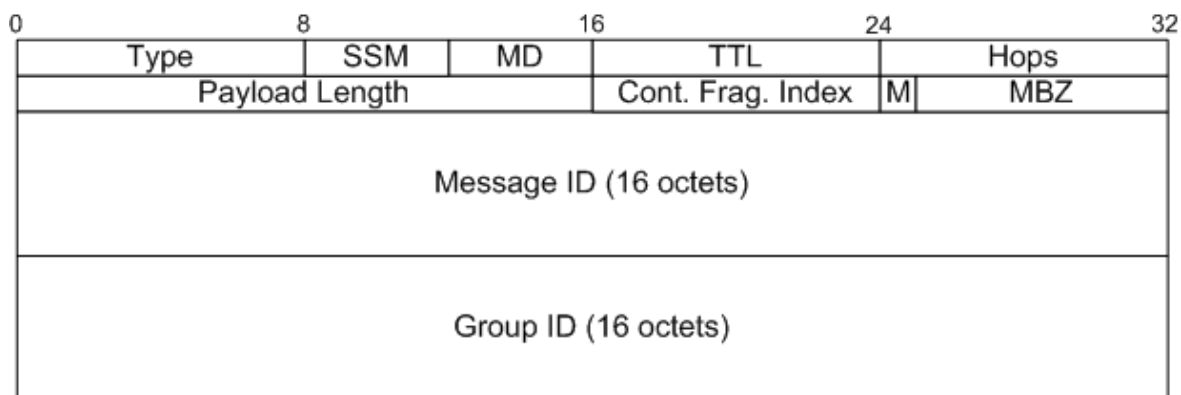 0 8 16 24 32
Type SSM MD TTL Hops
Payload Length Cont. Frag. Index M MBZ
Message ID (16 octets)
Group ID (16 octets)